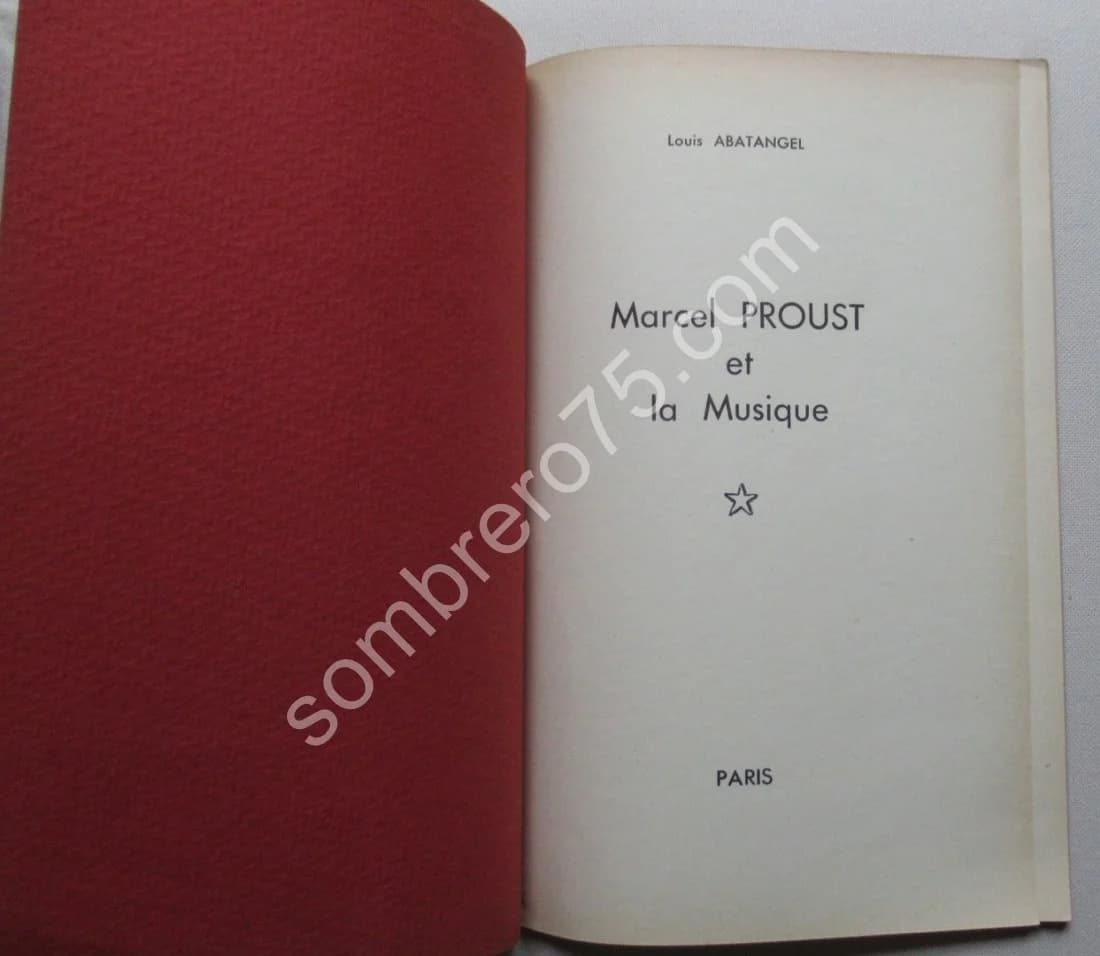 Louis ABATANGEL
Marcel PROUST
et
la Musique
PARIS
sombrero75.com